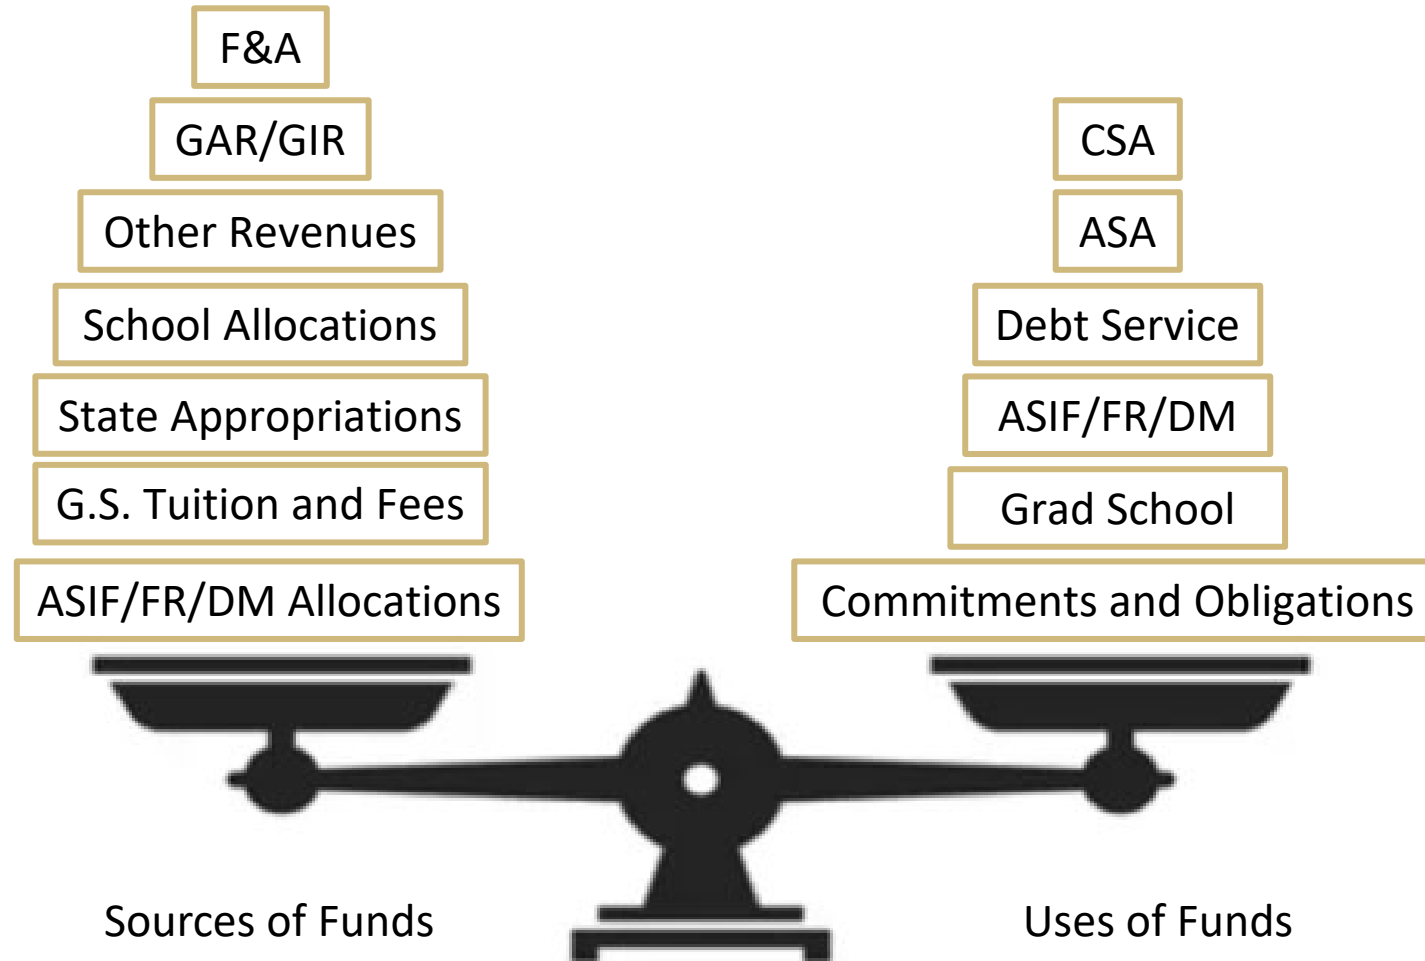 F&A
GAR/GIR
Other Revenues
School Allocations
State Appropriations
G.S. Tuition and Fees
ASIF/FR/DM Allocations
Sources of Funds
CSA
ASA
Debt Service
ASIF/FR/DM
Grad School
Commitments and Obligations
Uses of Funds